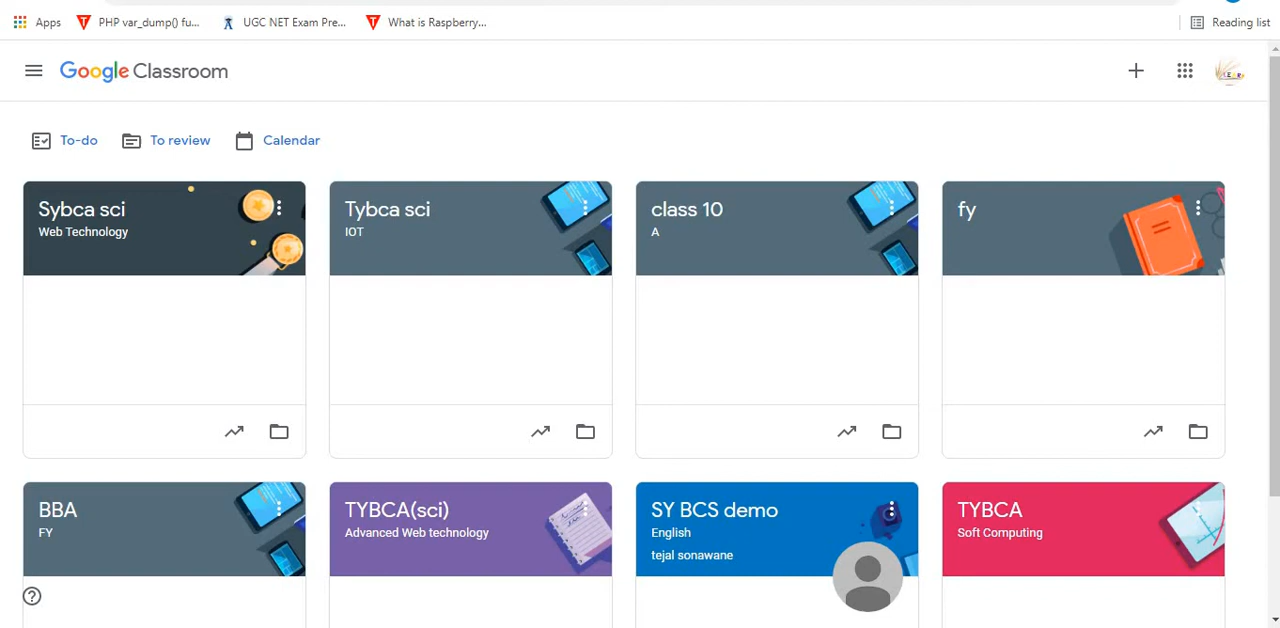 Apps PHP var_dump() fu... UGC NET Exam Pre... What is Raspberry... Reading list
Google Classroom
To-do To review Calendar
Sybca sci
Web Technology
Tybca sci
IOT
class 10
A
fy
BBA
FY
TYBCA(sci)
Advanced Web technology
SY BCS demo
English
tejal sonawane
TYBCA
Soft Computing